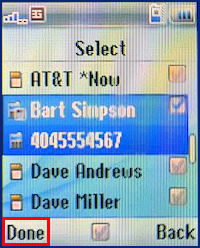 Select
AT&T *Now
Bart Simpson
4045554567
Dave Andrews
Dave Miller
Done Back